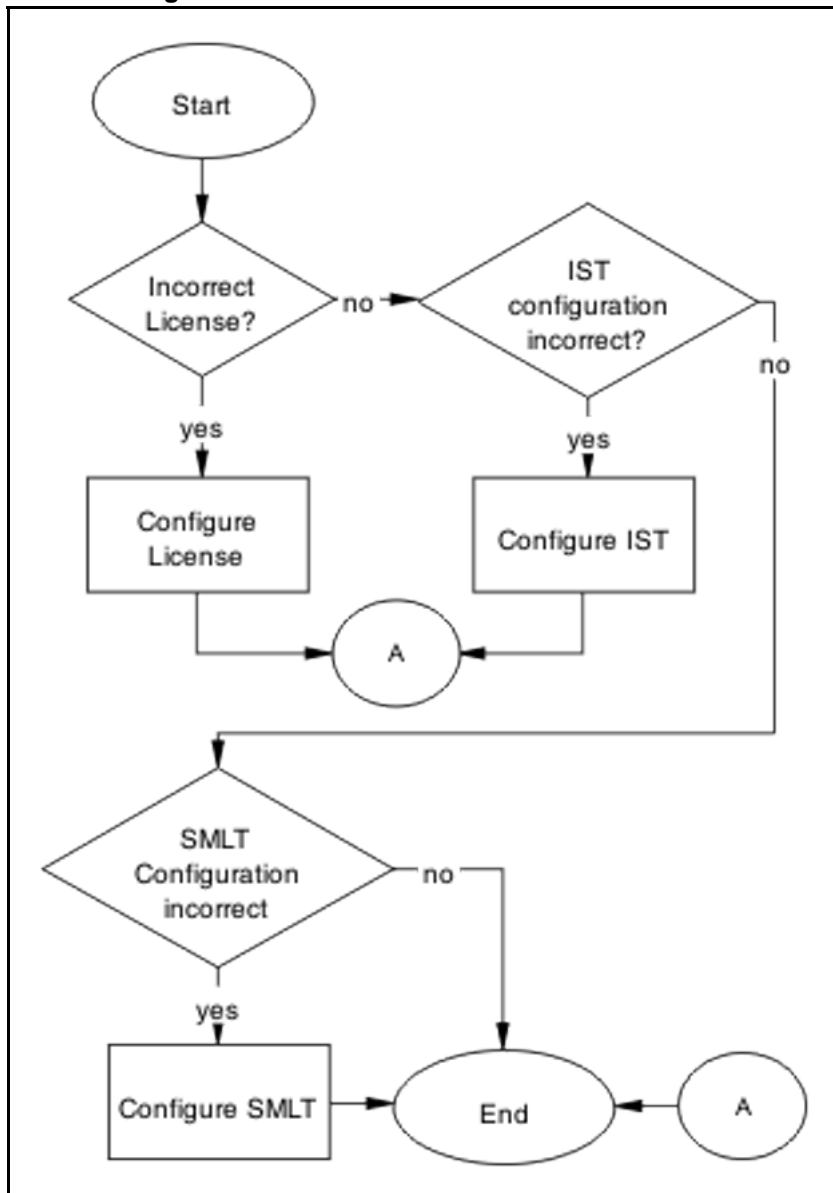 Start
Incorrect
License?
no
IST
configuration
incorrect?
no
yes
yes
Configure
License
Configure IST
A
SMLT
Configuration
incorrect
no
yes
Configure SMLT
End
A